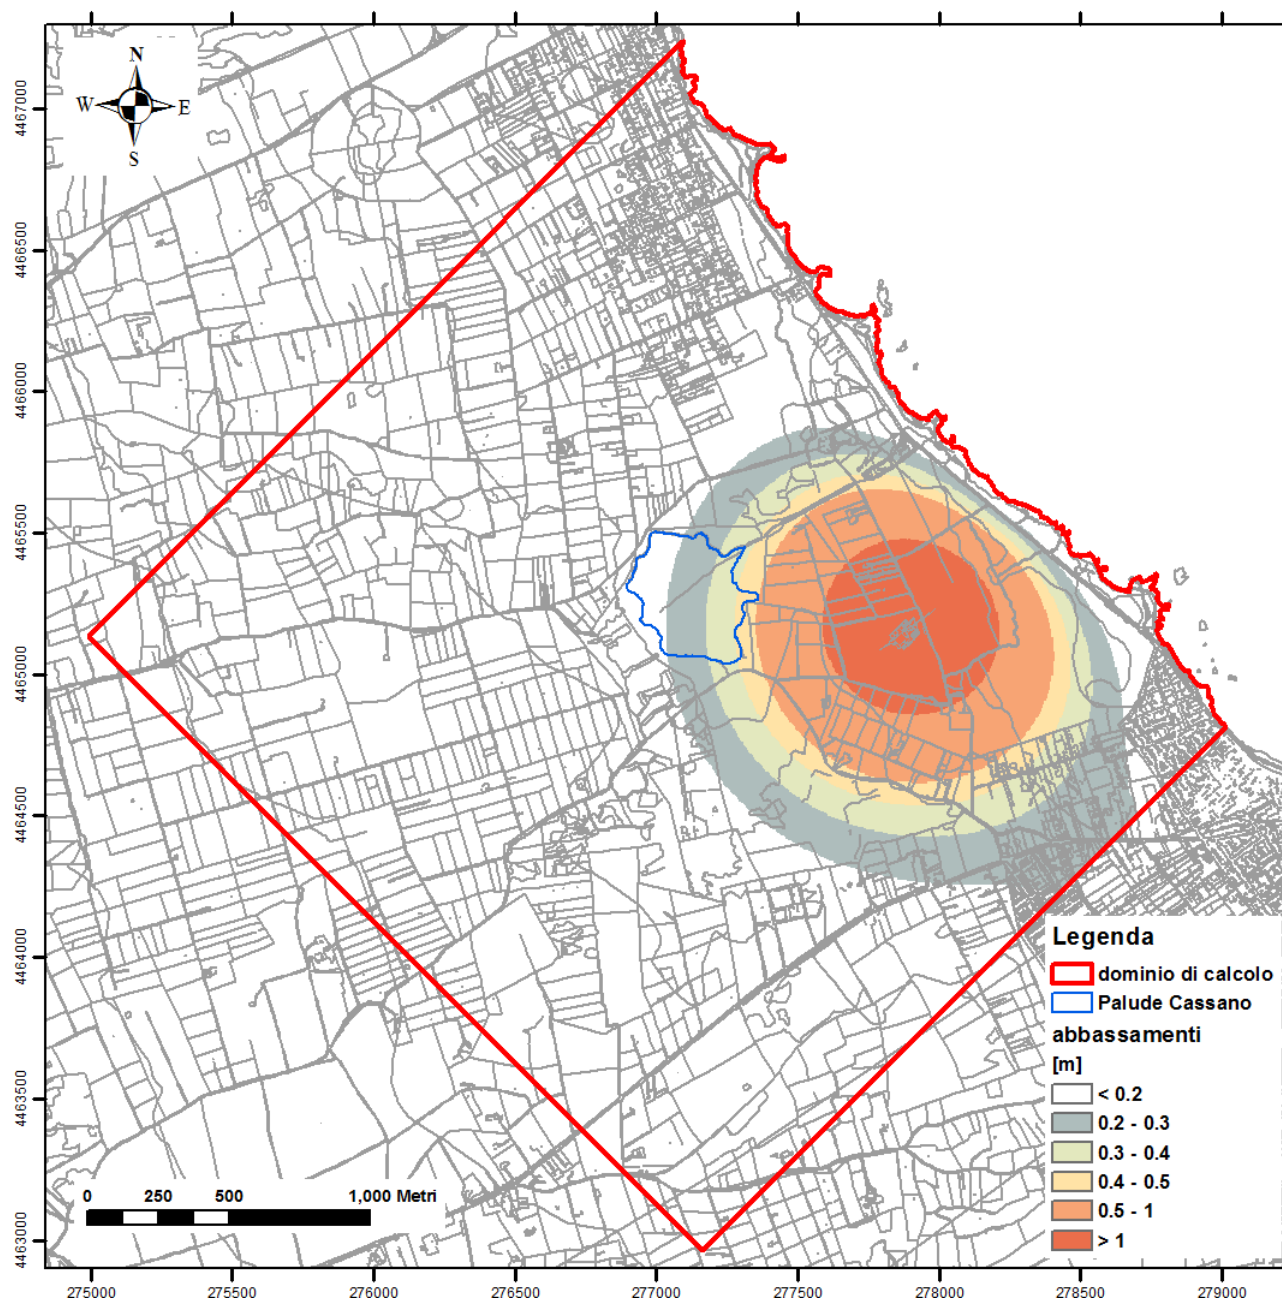 N
W E
S
4467000
4466500
4466000
4465500
4465000
4464500
4464000
4463500
4463000
Legenda
dominio di calcolo
Palude Cassano
abbassamenti
[m]
< 0.2
0.2 - 0.3
0.3 - 0.4
0.4 - 0.5
0.5 - 1
> 1
0 250 500 1,000 Metri
275000 275500 276000 276500 277000 277500 278000 278500 279000